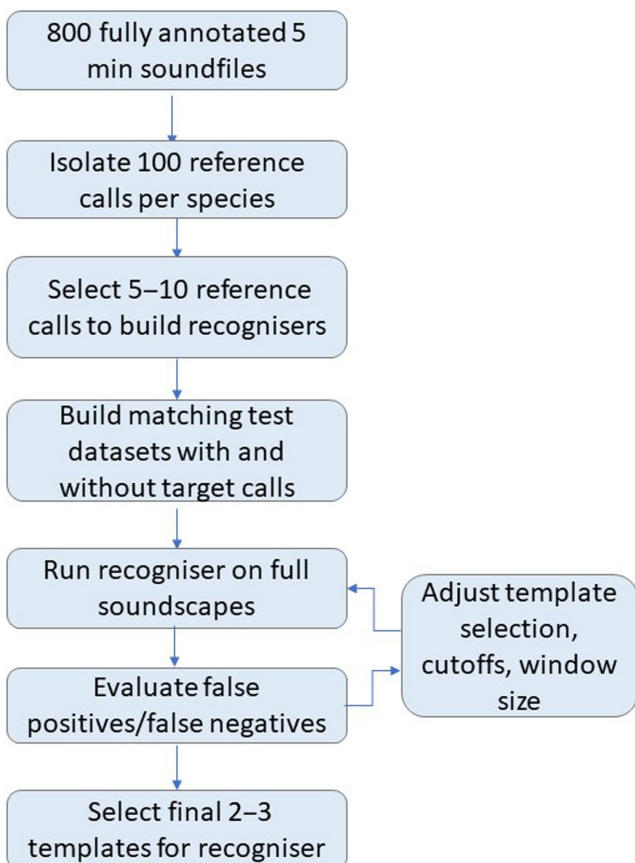 800 fully annotated 5
min soundfiles
Isolate 100 reference
calls per species
Select 5–10 reference
calls to build recognisers
Build matching test
datasets with and
without target calls
Run recogniser on full
soundscapes
Adjust template
selection,
cutoffs, window
size
Evaluate false
positives/false negatives
Select final 2–3
templates for recogniser